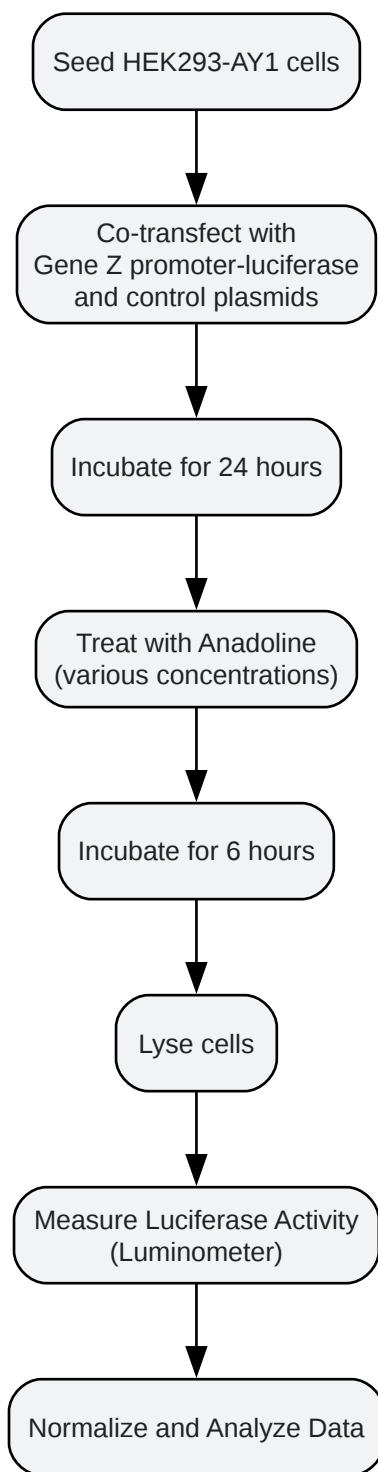 Seed HEK293-AY1 cells
Co-transfect with
Gene Z promoter-luciferase
and control plasmids
Incubate for 24 hours
Treat with Anadoline
(various concentrations)
Incubate for 6 hours
Lyse cells
Measure Luciferase Activity
(Luminometer)
Normalize and Analyze Data